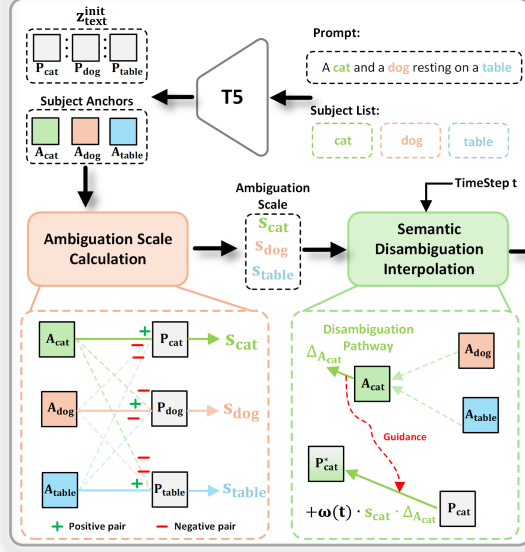 z_text^init
P_cat P_dog P_table
Subject Anchors
A_cat A_dog A_table
T5
Prompt:
A cat and a dog resting on a table
Subject List:
cat dog table
Ambiguation Scale Calculation
Ambiguation
Scale
s_cat
s_dog
s_table
TimeStep t
Semantic
Disambiguation
Interpolation
A_cat + − − P_cat s_cat
A_dog − + − P_dog s_dog
A_table − − + P_table s_table
+ Positive pair − Negative pair
Disambiguation
Pathway
Δ_A_cat
A_cat
A_dog
A_table
Guidance
P*_cat
P_cat
+ω(t) · s_cat · Δ_A_cat